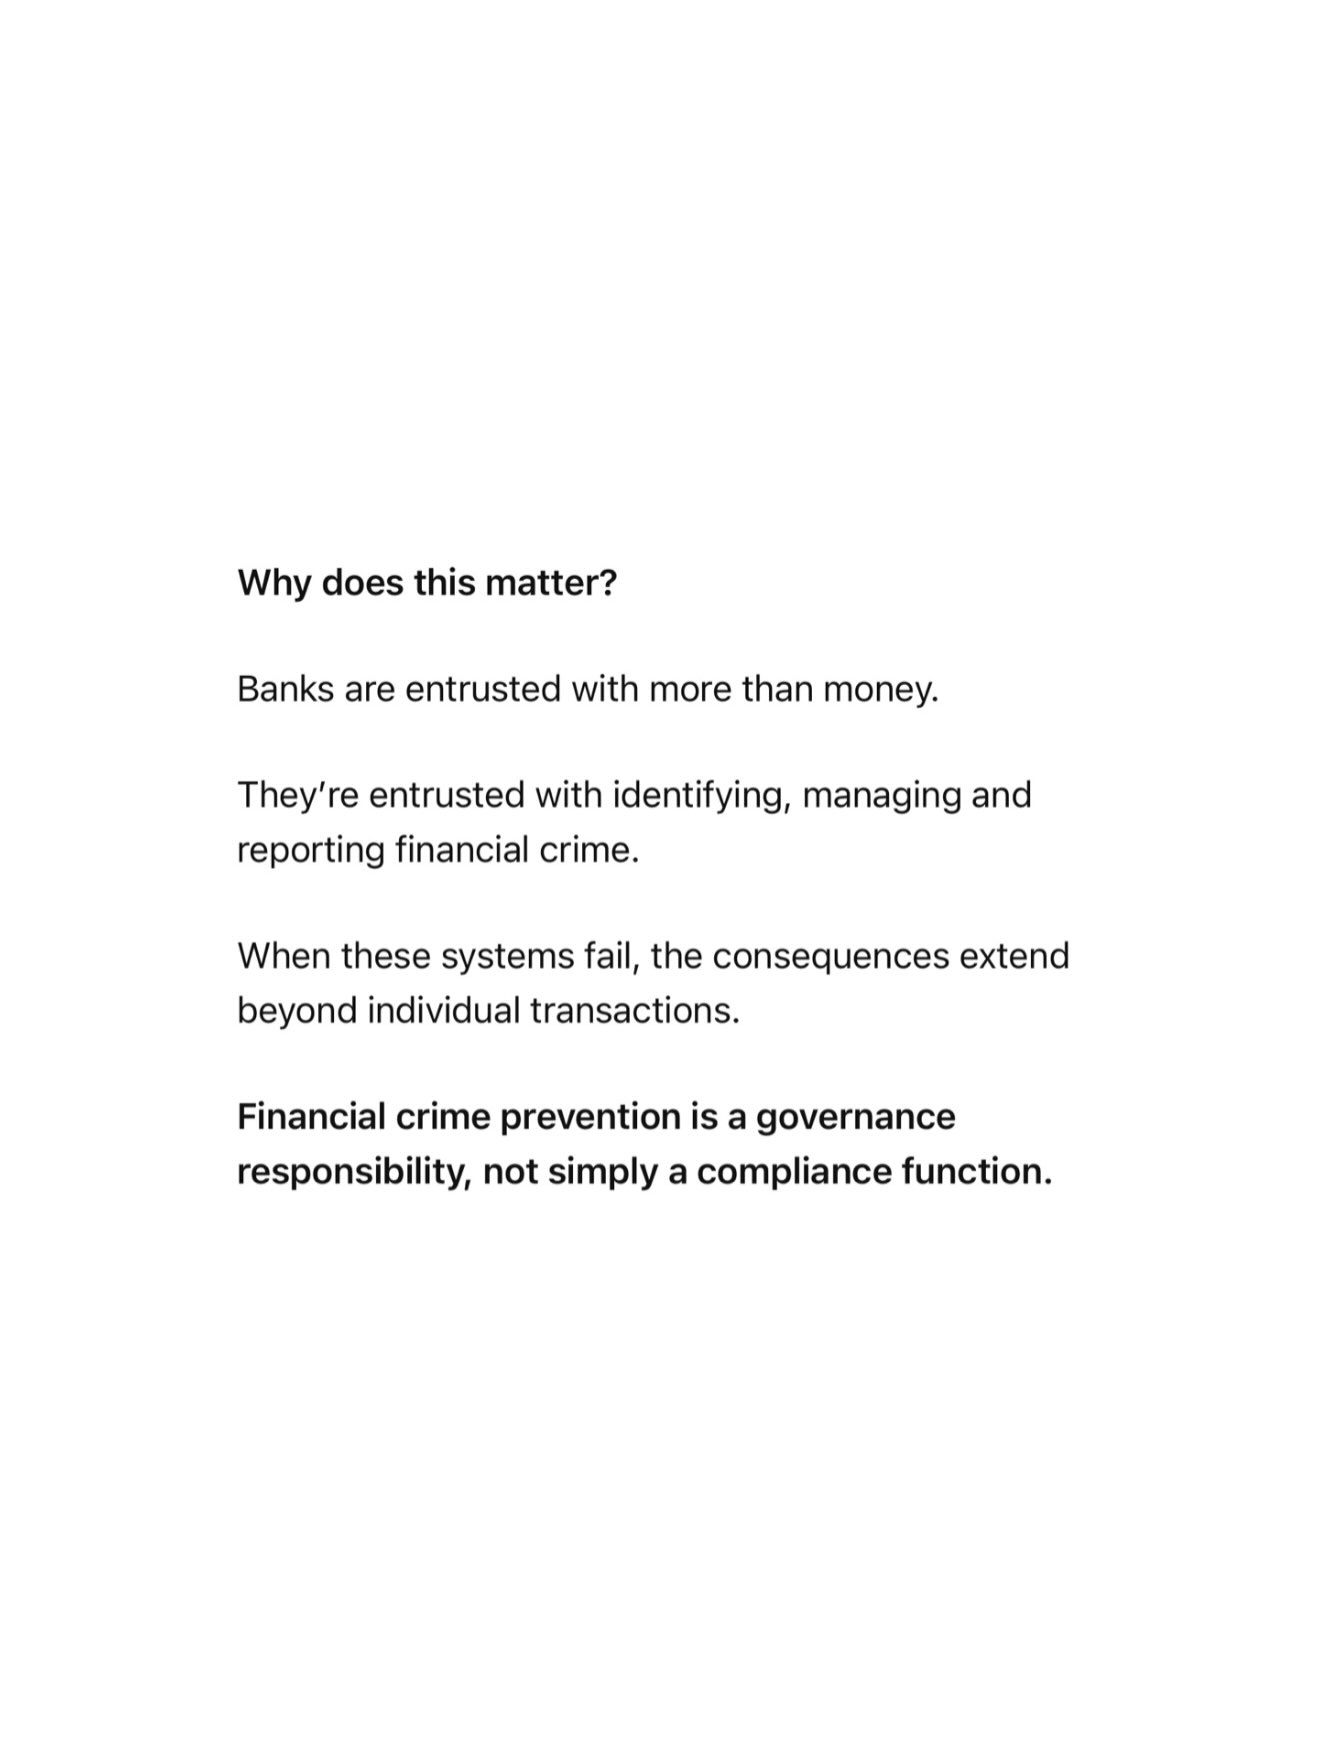 Why does this matter?
Banks are entrusted with more than money.
They’re entrusted with identifying, managing and
reporting financial crime.
When these systems fail, the consequences extend
beyond individual transactions.
Financial crime prevention is a governance
responsibility, not simply a compliance function.